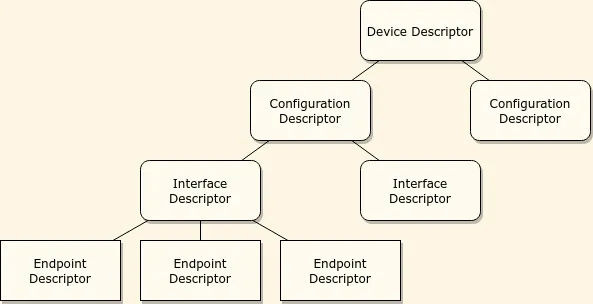 Device Descriptor
Configuration
Descriptor
Configuration
Descriptor
Interface
Descriptor
Interface
Descriptor
Endpoint
Descriptor
Endpoint
Descriptor
Endpoint
Descriptor